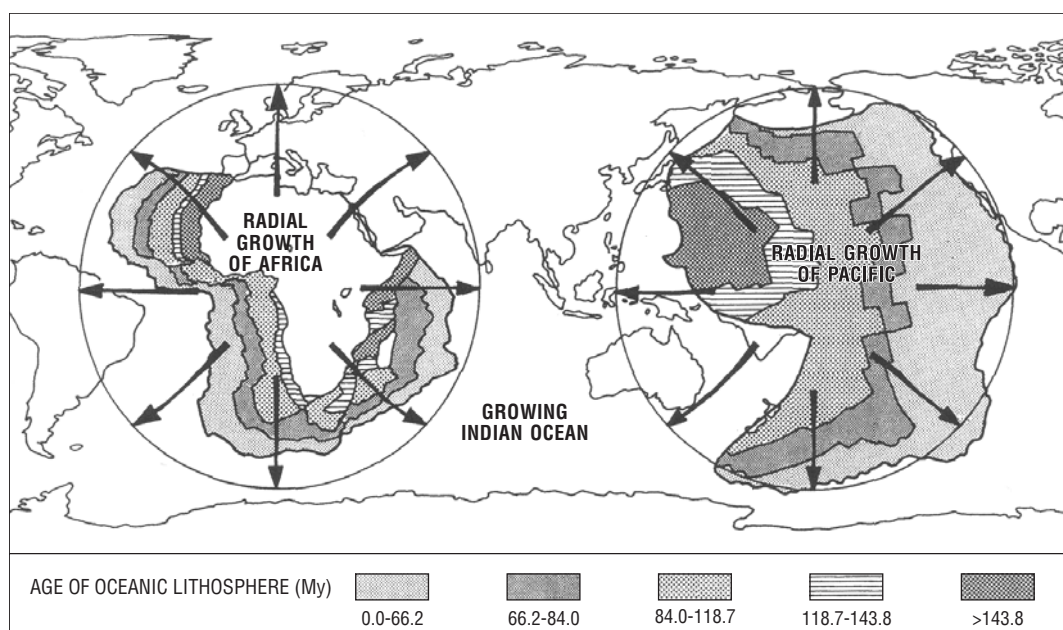 RADIAL
GROWTH
OF AFRICA
RADIAL GROWTH
OF PACIFIC
GROWING
INDIAN OCEAN
AGE OF OCEANIC LITHOSPHERE (My)
0.0-66.2
66.2-84.0
84.0-118.7
118.7-143.8
>143.8